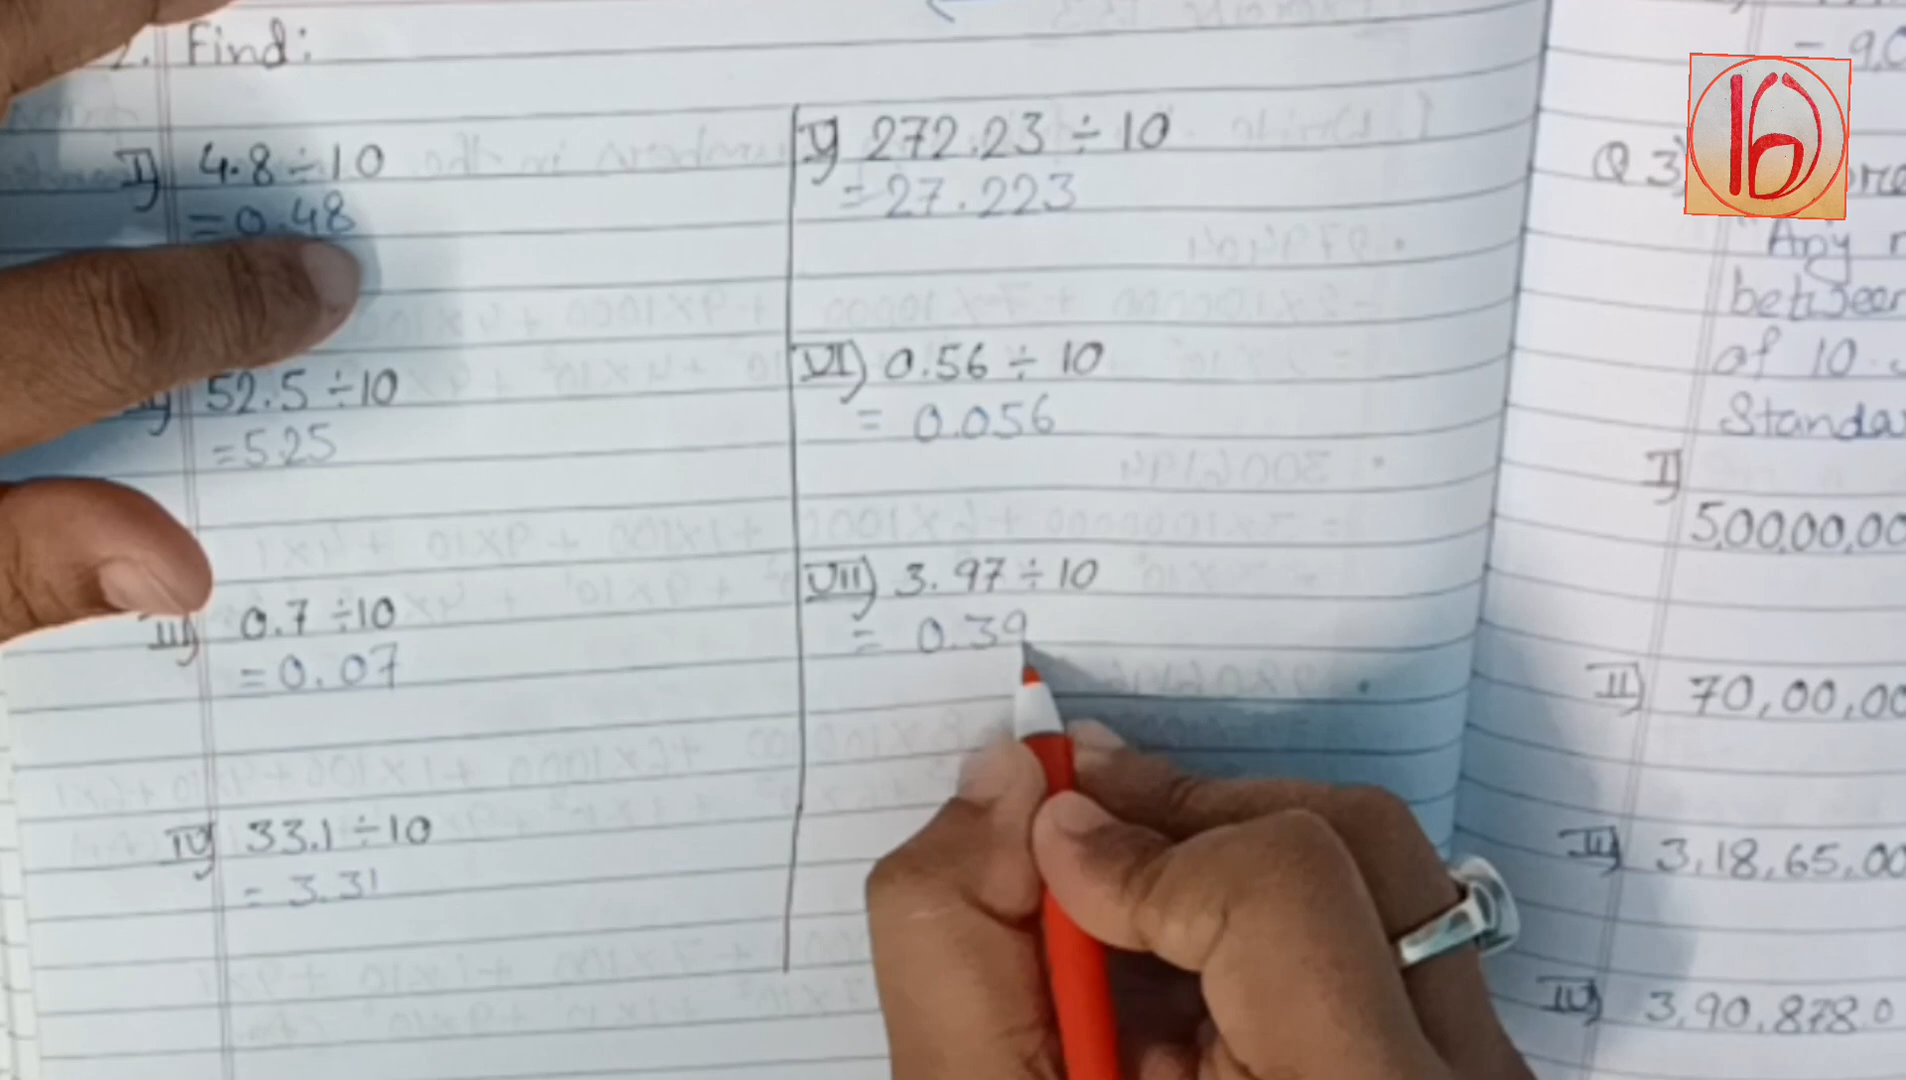 2. Find:
I) 4.8 ÷ 10
= 0.48
52.5 ÷ 10
= 5.25
III) 0.7 ÷ 10
= 0.07
IV) 33.1 ÷ 10
= 3.31
V) 272.23 ÷ 10
= 27.223
VI) 0.56 ÷ 10
= 0.056
VII) 3.97 ÷ 10
= 0.39
- 9,0
Q 3)
Any
between
of 10
Standa
I)
5,00,00,00
II) 70,00,00
III) 3,18,65,00
IV) 3,90,878 0